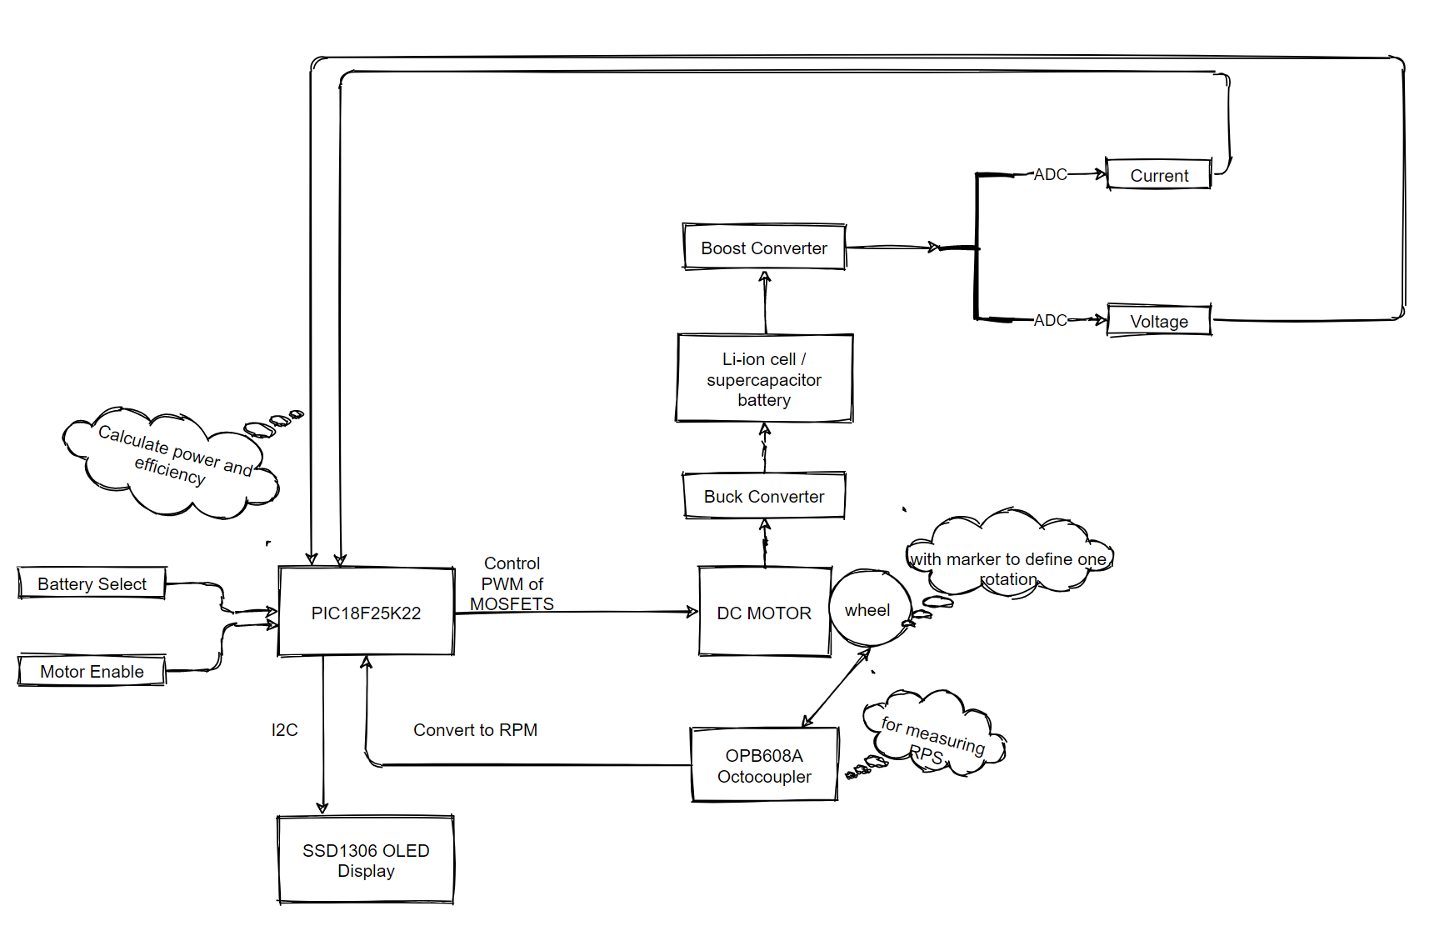 ADC
Current
Boost Converter
ADC
Voltage
Li-ion cell /
supercapacitor
battery
Calculate power and
efficiency
Buck Converter
with marker to define one
rotation
Battery Select
Control
PWM of
MOSFETS
PIC18F25K22
DC MOTOR
wheel
Motor Enable
I2C
Convert to RPM
for measuring
RPS
OPB608A
Octocoupler
SSD1306 OLED
Display